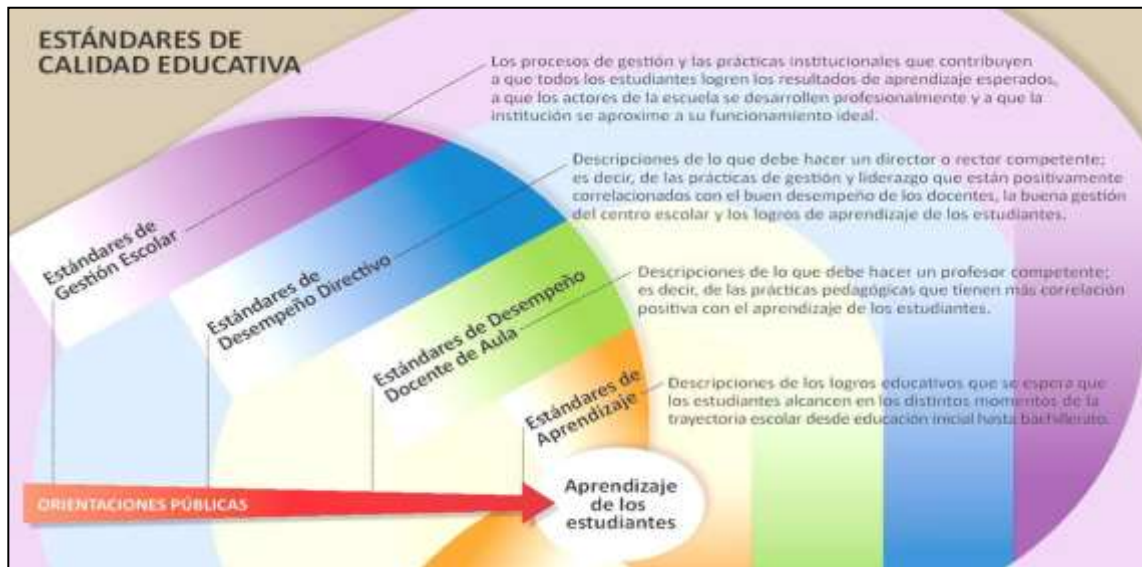 ESTÁNDARES DE
CALIDAD EDUCATIVA
Los procesos de gestión y las prácticas institucionales que contribuyen
a que todos los estudiantes logren los resultados de aprendizaje esperados,
a que los actores de la escuela se desarrollen profesionalmente y a que la
institución se aproxime a su funcionamiento ideal.
Estándares de
Gestión Escolar
Descripciones de lo que debe hacer un director o rector competente;
es decir, de las prácticas de gestión y liderazgo que están positivamente
correlacionados con el buen desempeño de los docentes, la buena gestión
del centro escolar y los logros de aprendizaje de los estudiantes.
Estándares de
Desempeño Directivo
Descripciones de lo que debe hacer un profesor competente;
es decir, de las prácticas pedagógicas que tienen más correlación
positiva con el aprendizaje de los estudiantes.
Estándares de Desempeño
Docente de Aula
Descripciones de los logros educativos que se espera que
los estudiantes alcancen en los distintos momentos de la
trayectoria escolar desde educación inicial hasta bachillerato.
Estándares de
Aprendizaje
ORIENTACIONES PÚBLICAS
Aprendizaje
de los
estudiantes